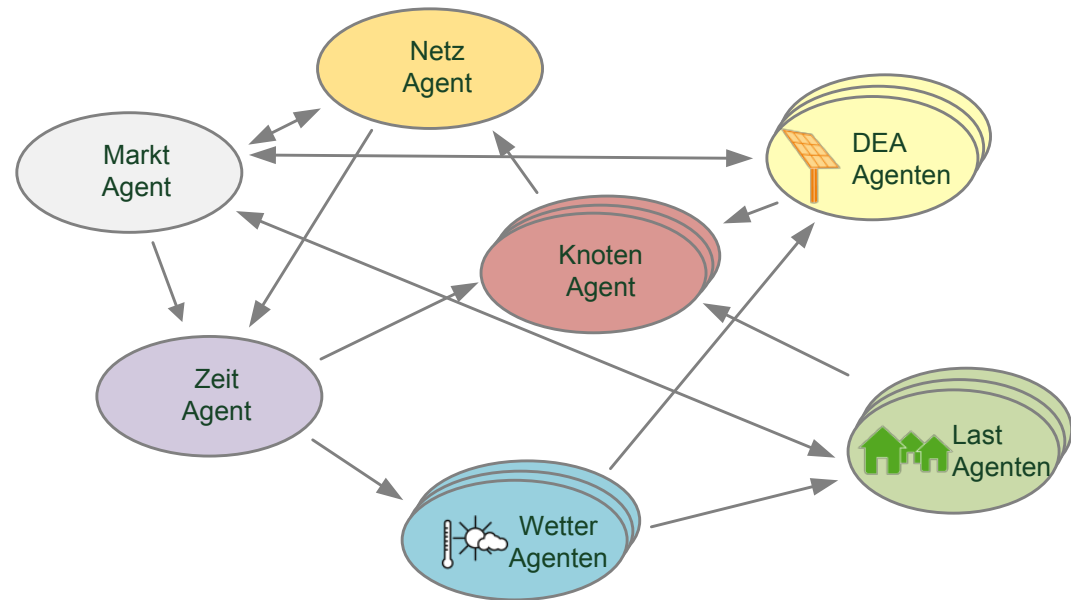 Netz
Agent
Markt
Agent
DEA
Agenten
Knoten
Agent
Zeit
Agent
Last
Agenten
Wetter
Agenten